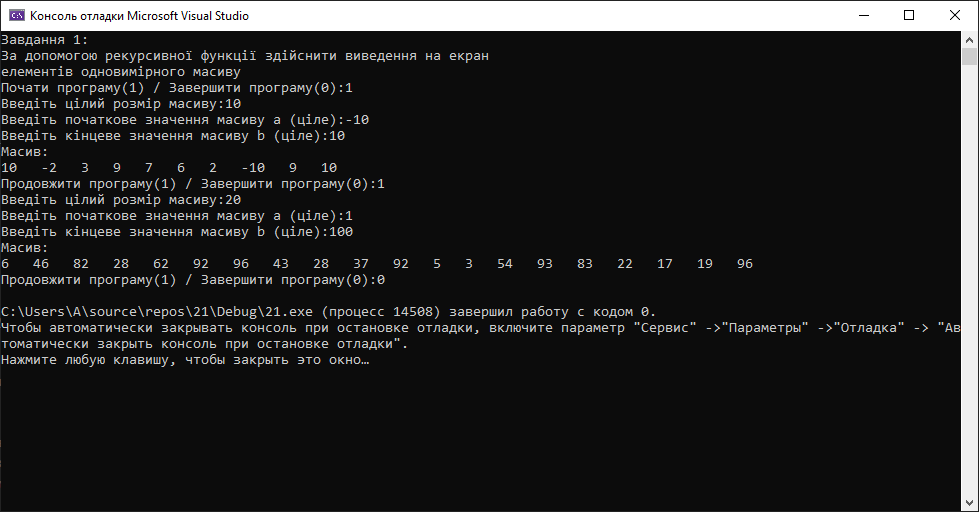 Консоль отладки Microsoft Visual Studio
Завдання 1:
За допомогою рекурсивної функції здійснити виведення на екран
елементів одновимірного масиву
Почати програму(1) / Завершити програму(0):1
Введіть цілий розмір масиву:10
Введіть початкове значення масиву a (ціле):-10
Введіть кінцеве значення масиву b (ціле):10
Масив:
10   -2   3   9   7   6   2   -10   9   10
Продовжити програму(1) / Завершити програму(0):1
Введіть цілий розмір масиву:20
Введіть початкове значення масиву a (ціле):1
Введіть кінцеве значення масиву b (ціле):100
Масив:
6   46   82   28   62   92   96   43   28   37   92   5   3   54   93   83   22   17   19   96
Продовжити програму(1) / Завершити програму(0):0
C:\Users\A\source\repos\21\Debug\21.exe (процесс 14508) завершил работу с кодом 0.
Чтобы автоматически закрывать консоль при остановке отладки, включите параметр "Сервис" ->"Параметры" ->"Отладка" -> "Ав
томатически закрыть консоль при остановке отладки".
Нажмите любую клавишу, чтобы закрыть это окно…